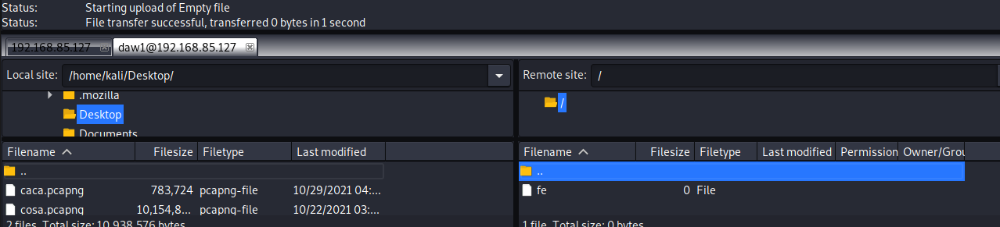 Status: Starting upload of Empty file
Status: File transfer successful, transferred 0 bytes in 1 second
192.168.85.127 daw1@192.168.85.127
Local site: /home/kali/Desktop/ Remote site: /
.mozilla /
Desktop
Documents
Filename Filesize Filetype Last modified Filename Filesize Filetype Last modified Permission Owner/Grou
.. ..
caca.pcapng 783,724 pcapng-file 10/29/2021 04:... fe 0 File
cosa.pcapng 10,154,8... pcapng-file 10/22/2021 03:...
2 files. Total size: 10,938,576 bytes 1 file. Total size: 0 bytes